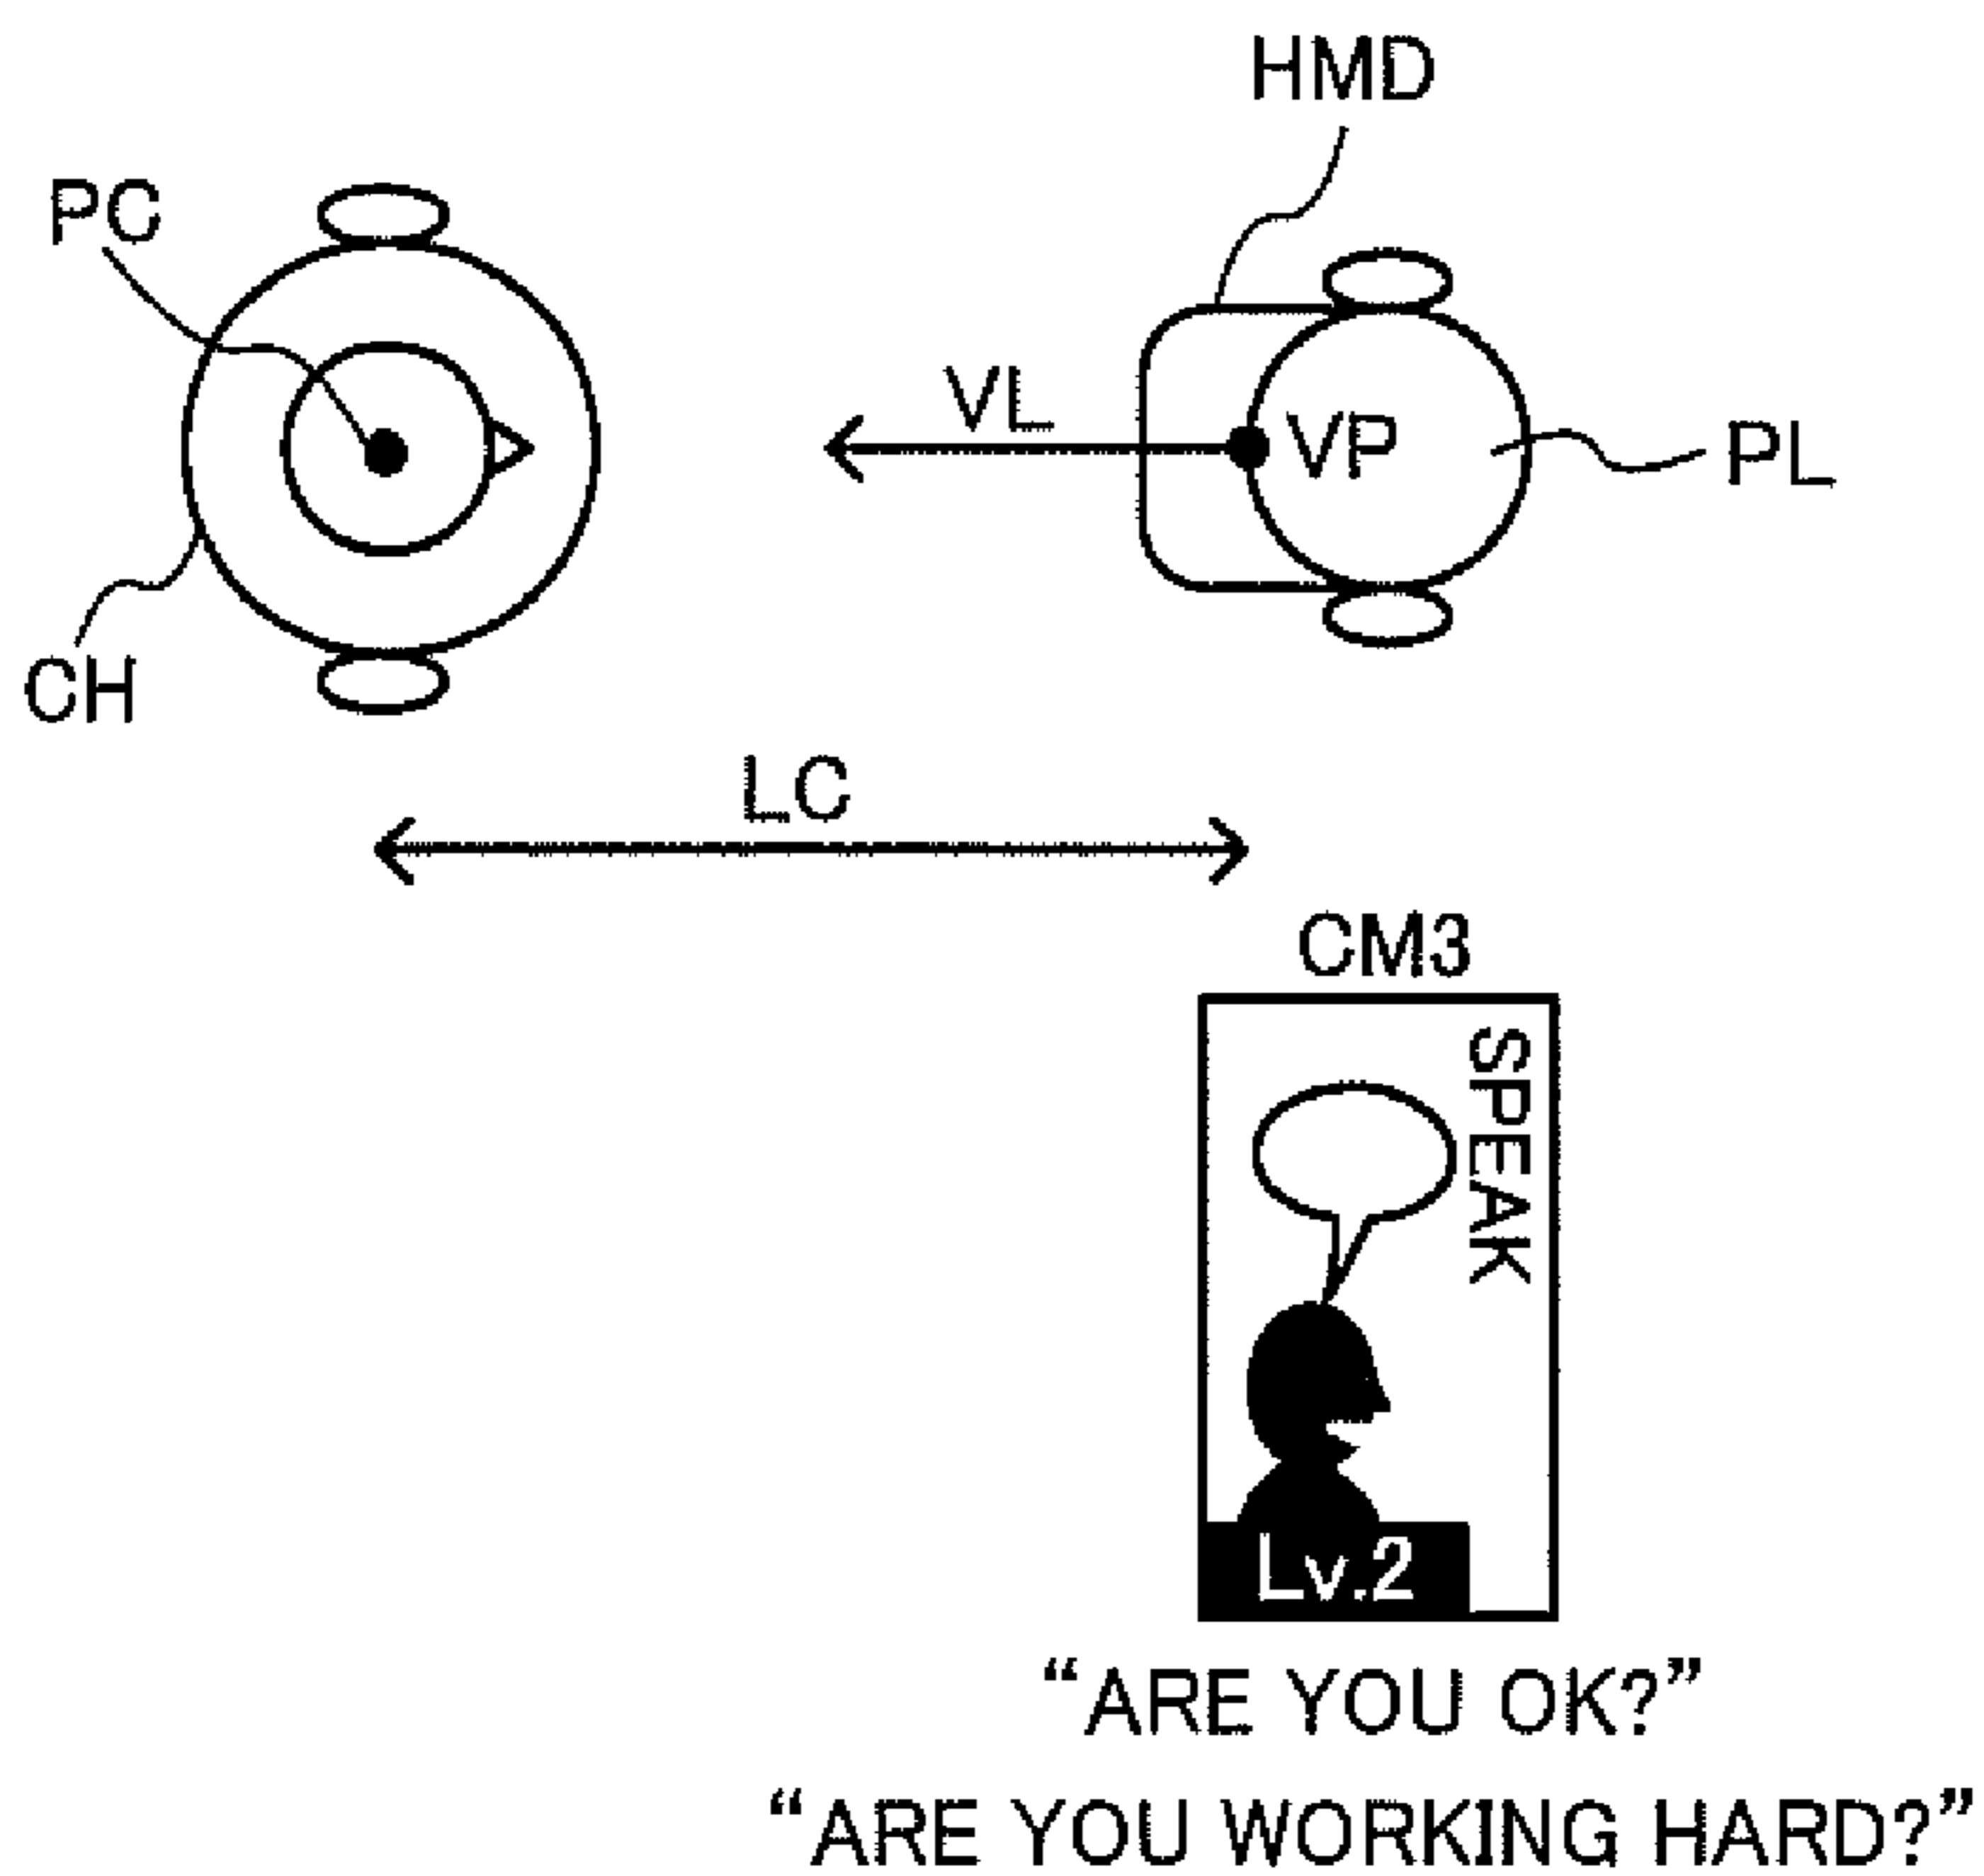 HMD
PC
VL
VP
PL
CH
LC
CM3
SPEAK
Lv.2
“ARE YOU OK?”
“ARE YOU WORKING HARD?”